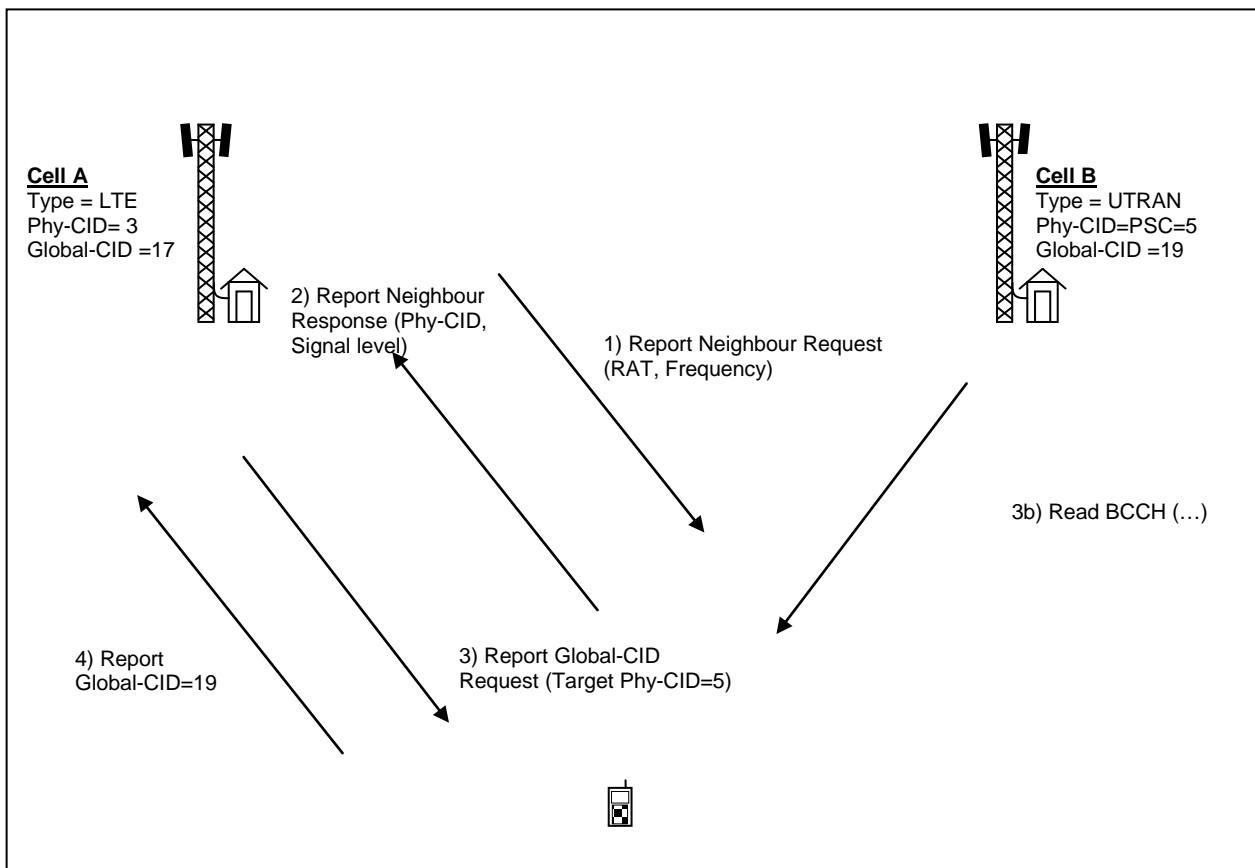 Cell A
Type = LTE
Phy-CID= 3
Global-CID =17
Cell B
Type = UTRAN
Phy-CID=PSC=5
Global-CID =19
2) Report Neighbour
Response (Phy-CID,
Signal level)
1) Report Neighbour Request
(RAT, Frequency)
3b) Read BCCH (…)
4) Report
Global-CID=19
3) Report Global-CID
Request (Target Phy-CID=5)